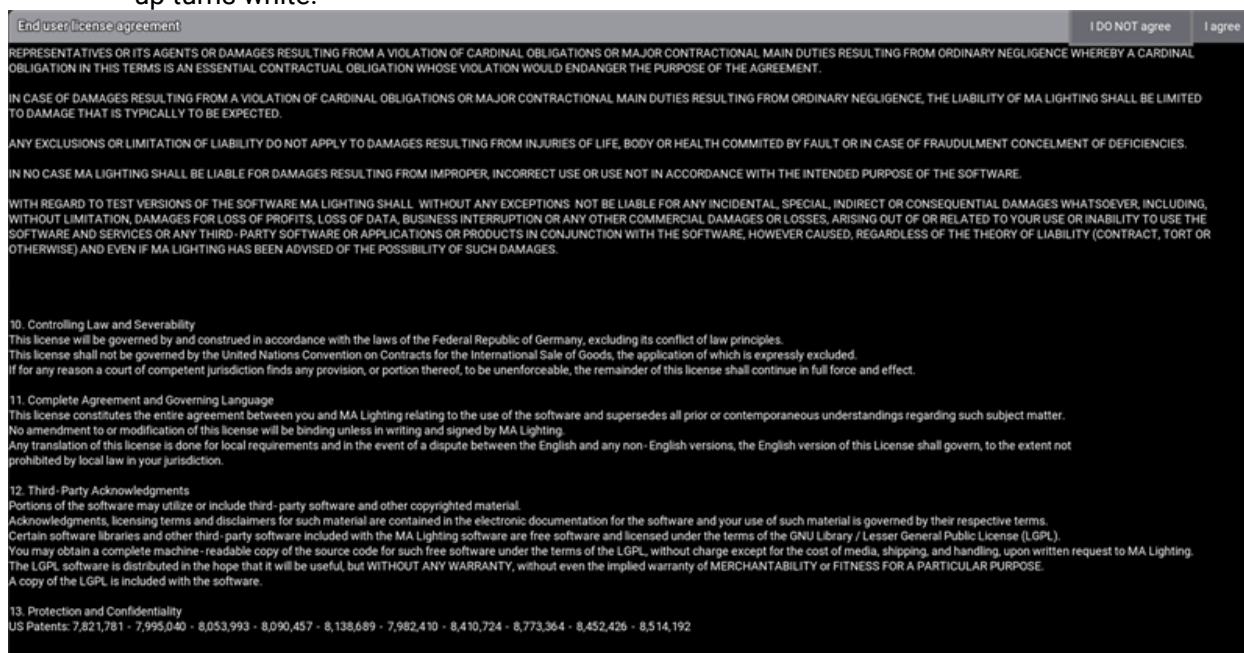 up turns white.
End user license agreement
I DO NOT agree
I agree
REPRESENTATIVES OR ITS AGENTS OR DAMAGES RESULTING FROM A VIOLATION OF CARDINAL OBLIGATIONS OR MAJOR CONTRACTIONAL MAIN DUTIES RESULTING FROM ORDINARY NEGLIGENCE WHEREBY A CARDINAL
OBLIGATION IN THIS TERMS IS AN ESSENTIAL CONTRACTUAL OBLIGATION WHOSE VIOLATION WOULD ENDANGER THE PURPOSE OF THE AGREEMENT.
IN CASE OF DAMAGES RESULTING FROM A VIOLATION OF CARDINAL OBLIGATIONS OR MAJOR CONTRACTIONAL MAIN DUTIES RESULTING FROM ORDINARY NEGLIGENCE, THE LIABILITY OF MA LIGHTING SHALL BE LIMITED
TO DAMAGE THAT IS TYPICALLY TO BE EXPECTED.
ANY EXCLUSIONS OR LIMITATION OF LIABILITY DO NOT APPLY TO DAMAGES RESULTING FROM INJURIES OF LIFE, BODY OR HEALTH COMMITED BY FAULT OR IN CASE OF FRAUDULMENT CONCELMENT OF DEFICIENCIES.
IN NO CASE MA LIGHTING SHALL BE LIABLE FOR DAMAGES RESULTING FROM IMPROPER, INCORRECT USE OR USE NOT IN ACCORDANCE WITH THE INTENDED PURPOSE OF THE SOFTWARE.
WITH REGARD TO TEST VERSIONS OF THE SOFTWARE MA LIGHTING SHALL WITHOUT ANY EXCEPTIONS NOT BE LIABLE FOR ANY INCIDENTAL, SPECIAL, INDIRECT OR CONSEQUENTIAL DAMAGES WHATSOEVER, INCLUDING,
WITHOUT LIMITATION, DAMAGES FOR LOSS OF PROFITS, LOSS OF DATA, BUSINESS INTERRUPTION OR ANY OTHER COMMERCIAL DAMAGES OR LOSSES, ARISING OUT OF OR RELATED TO YOUR USE OR INABILITY TO USE THE
SOFTWARE AND SERVICES OR ANY THIRD-PARTY SOFTWARE OR APPLICATIONS OR PRODUCTS IN CONJUNCTION WITH THE SOFTWARE, HOWEVER CAUSED, REGARDLESS OF THE THEORY OF LIABILITY (CONTRACT, TORT OR
OTHERWISE) AND EVEN IF MA LIGHTING HAS BEEN ADVISED OF THE POSSIBILITY OF SUCH DAMAGES.
10. Controlling Law and Severability
This license will be governed by and construed in accordance with the laws of the Federal Republic of Germany, excluding its conflict of law principles.
This license shall not be governed by the United Nations Convention on Contracts for the International Sale of Goods, the application of which is expressly excluded.
If for any reason a court of competent jurisdiction finds any provision, or portion thereof, to be unenforceable, the remainder of this license shall continue in full force and effect.
11. Complete Agreement and Governing Language
This license constitutes the entire agreement between you and MA Lighting relating to the use of the software and supersedes all prior or contemporaneous understandings regarding such subject matter.
No amendment to or modification of this license will be binding unless in writing and signed by MA Lighting.
Any translation of this license is done for local requirements and in the event of a dispute between the English and any non-English versions, the English version of this License shall govern, to the extent not
prohibited by local law in your jurisdiction.
12. Third-Party Acknowledgments
Portions of the software may utilize or include third-party software and other copyrighted material.
Acknowledgments, licensing terms and disclaimers for such material are contained in the electronic documentation for the software and your use of such material is governed by their respective terms.
Certain software libraries and other third-party software included with the MA Lighting software are free software and licensed under the terms of the GNU Library / Lesser General Public License (LGPL).
You may obtain a complete machine-readable copy of the source code for such free software under the terms of the LGPL, without charge except for the cost of media, shipping, and handling, upon written request to MA Lighting.
The LGPL software is distributed in the hope that it will be useful, but WITHOUT ANY WARRANTY, without even the implied warranty of MERCHANTABILITY or FITNESS FOR A PARTICULAR PURPOSE.
A copy of the LGPL is included with the software.
13. Protection and Confidentiality
US Patents: 7,821,781 - 7,995,040 - 8,053,993 - 8,090,457 - 8,138,689 - 7,982,410 - 8,410,724 - 8,773,364 - 8,452,426 - 8,514,192